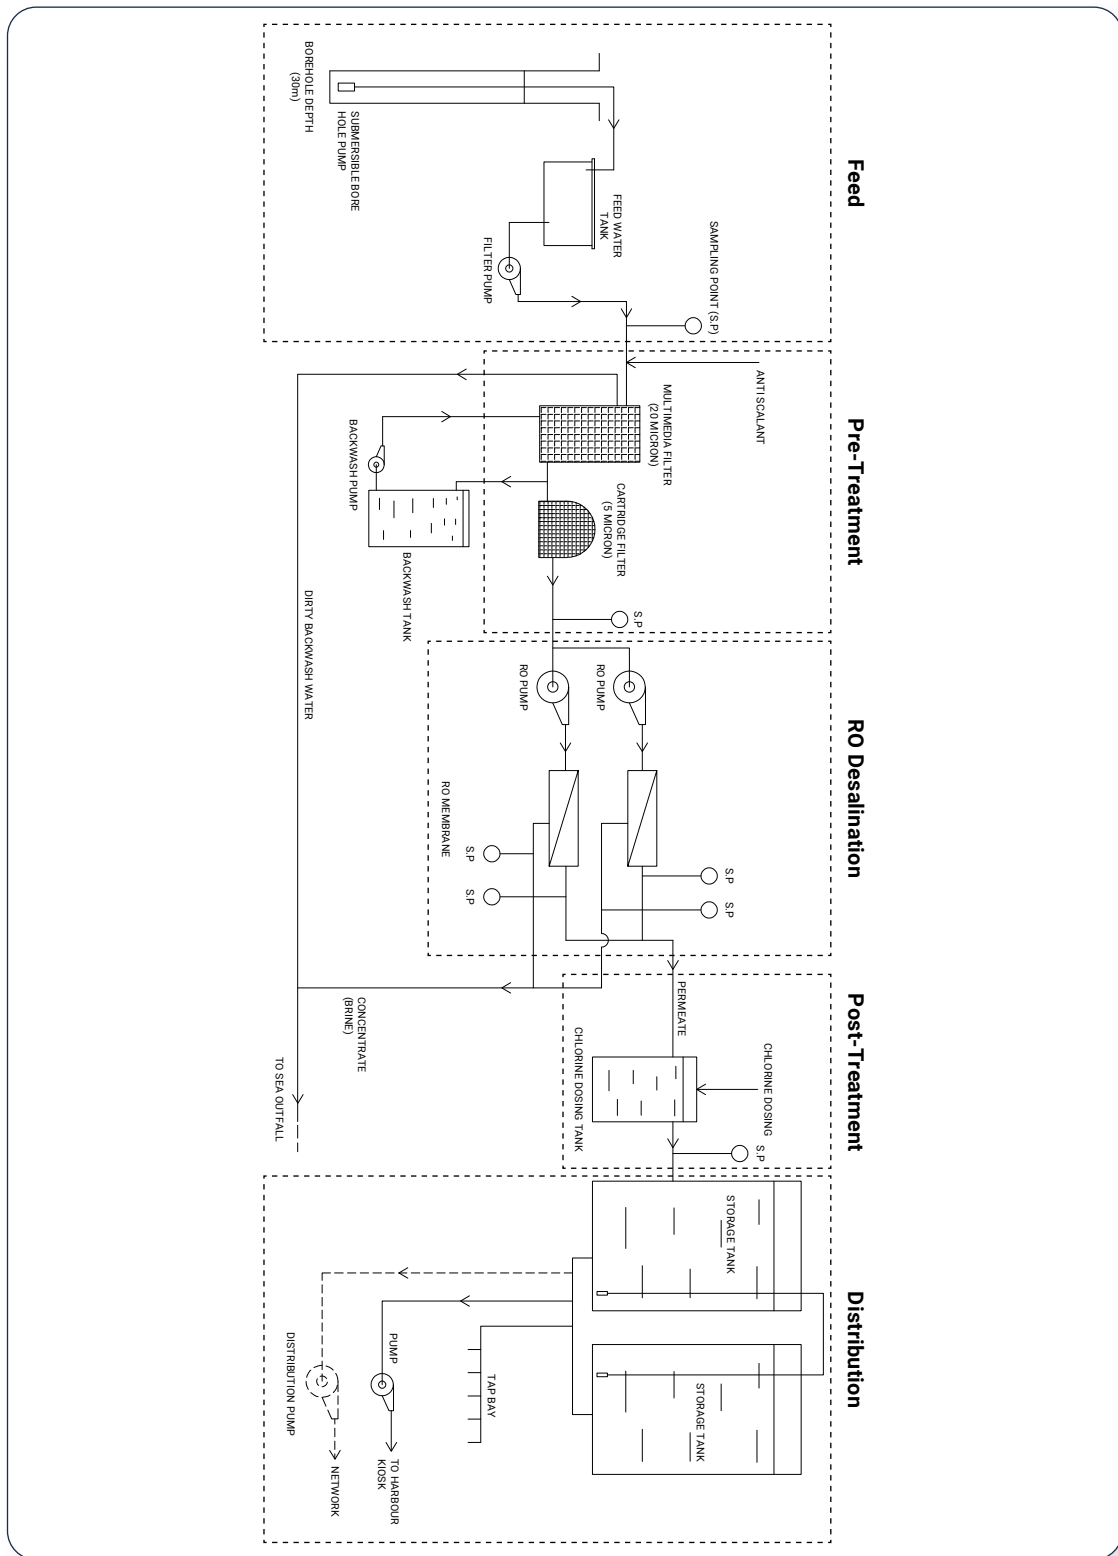 Feed
BOREHOLE DEPTH
(30m)
SUBMERSIBLE BORE
HOLE PUMP
FEED WATER
TANK
FILTER PUMP
SAMPLING POINT (S.P)
Pre-Treatment
ANTI SCALANT
MULTIMEDIA FILTER
(20 MICRON)
CARTRIDGE FILTER
(5 MICRON)
S.P
BACKWASH PUMP
BACKWASH TANK
DIRTY BACKWASH WATER
RO Desalination
RO PUMP
RO PUMP
RO MEMBRANE
S.P
S.P
S.P
S.P
CONCENTRATE
(BRINE)
TO SEA OUTFALL
Post-Treatment
PERMEATE
CHLORINE DOSING
CHLORINE DOSING TANK
S.P
Distribution
STORAGE TANK
STORAGE TANK
TAP BAY
PUMP
TO HARBOUR
KIOSK
DISTRIBUTION PUMP
NETWORK